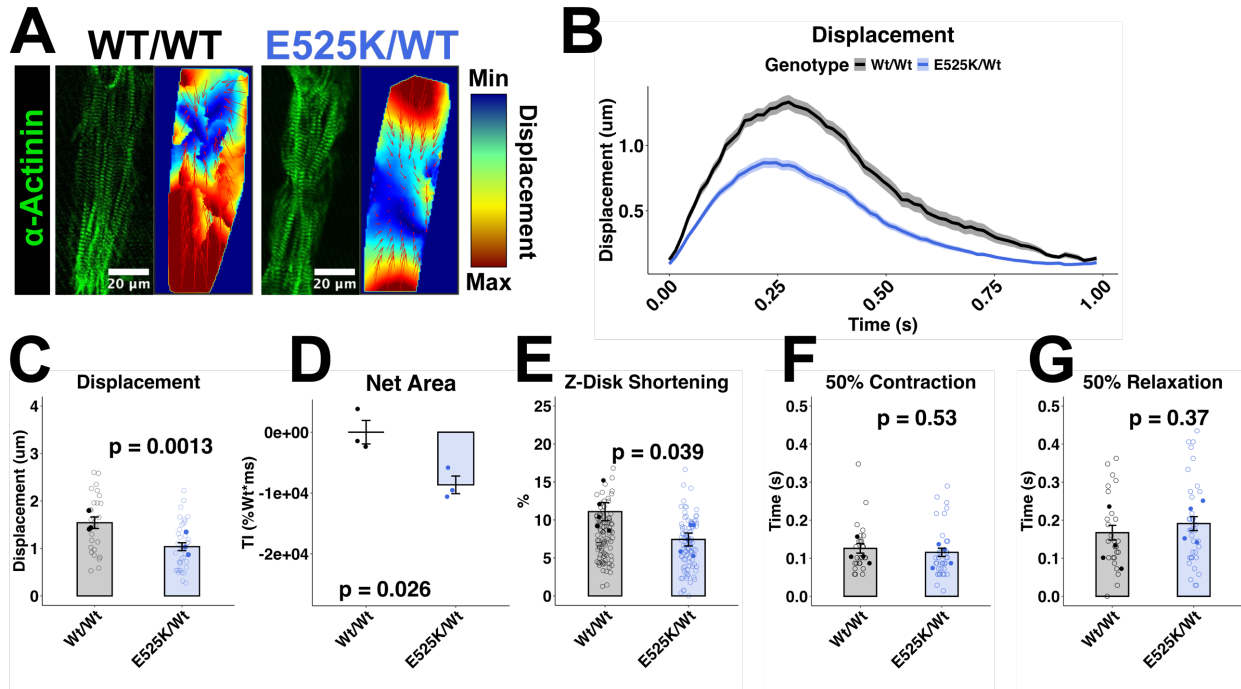 A
WT/WT
E525K/WT
α-Actinin
20 µm
20 µm
Min
Displacement
Max
B
Displacement
Genotype Wt/Wt E525K/Wt
Displacement (um)
1.0
0.5
0.00
0.25
0.50
0.75
1.00
Time (s)
C
Displacement
Displacement (um)
4
3
2
1
0
p = 0.0013
Wt/Wt
E525K/Wt
D
Net Area
TI (%Wt*ms)
0e+00
-1e+04
-2e+04
p = 0.026
Wt/Wt
E525K/Wt
E
Z-Disk Shortening
%
25
20
15
10
5
0
p = 0.039
Wt/Wt
E525K/Wt
F
50% Contraction
Time (s)
0.5
0.4
0.3
0.2
0.1
0.0
p = 0.53
Wt/Wt
E525K/Wt
G
50% Relaxation
Time (s)
0.5
0.4
0.3
0.2
0.1
0.0
p = 0.37
Wt/Wt
E525K/Wt